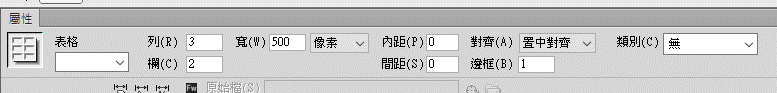 屬性
表格 列(R) 3 寬(W) 500 像素 內距(P) 0 對齊(A) 置中對齊 類別(C) 無
欄(C) 2 間距(S) 0 邊框(B) 1
Fw 原始檔(S)